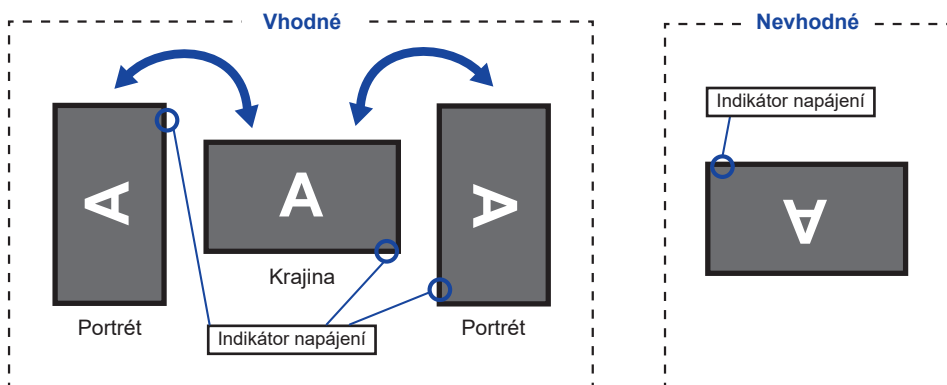 Vhodné
Nevhodné
Indikátor napájení
A
A
A
A
Krajina
Portrét
Indikátor napájení
Portrét